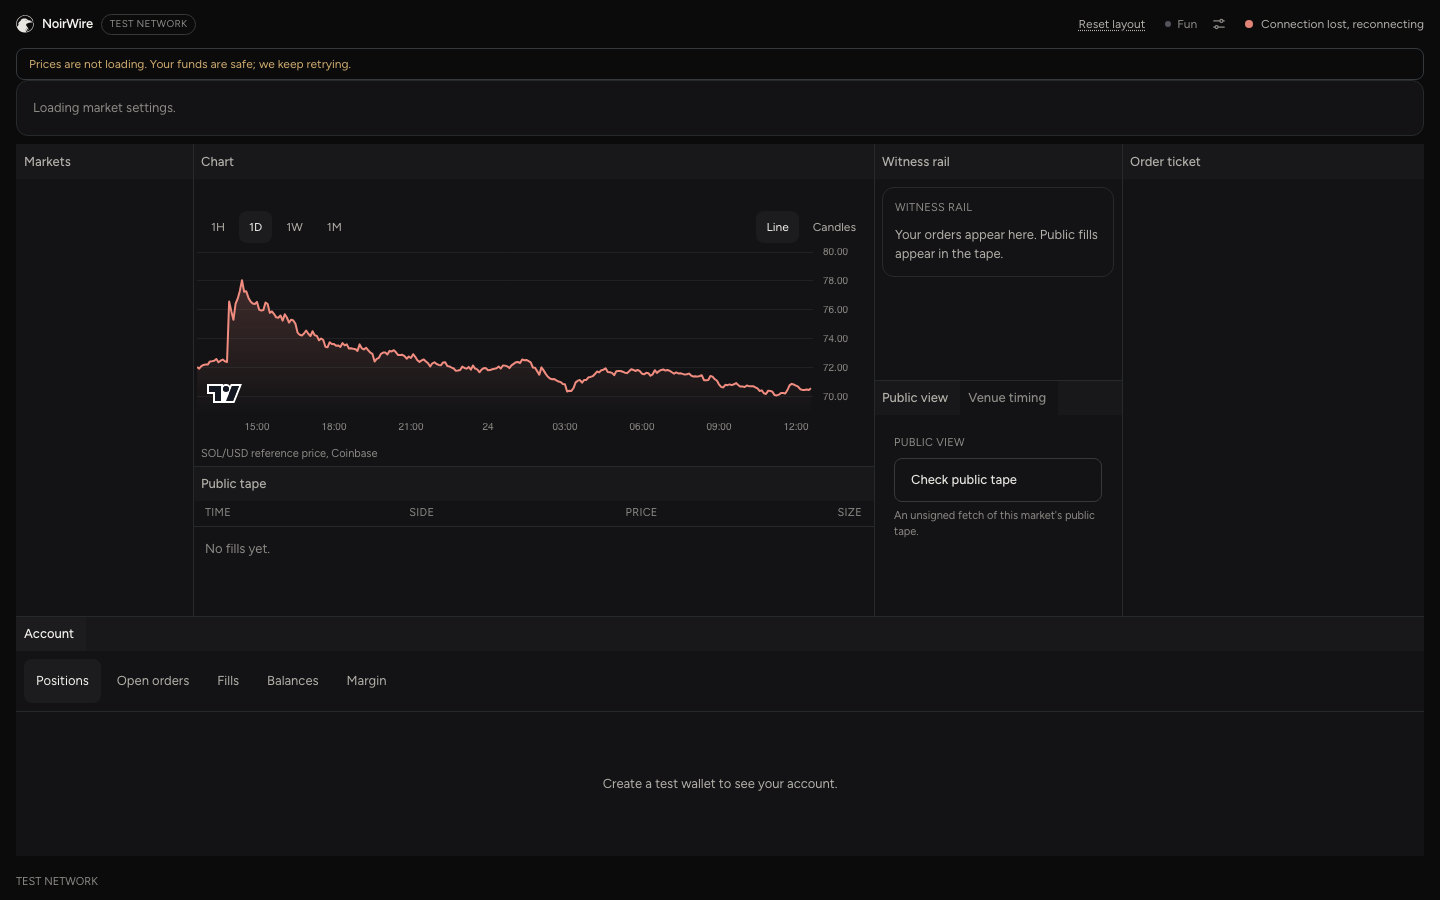 NoirWire
TEST NETWORK
Reset layout
Fun
Connection lost, reconnecting
Prices are not loading. Your funds are safe; we keep retrying.
Loading market settings.
Markets
Chart
Witness rail
Order ticket
1H
1D
1W
1M
Line
Candles
80.00
78.00
76.00
74.00
72.00
70.00
15:00
18:00
21:00
24
03:00
06:00
09:00
12:00
SOL/USD reference price, Coinbase
WITNESS RAIL
Your orders appear here. Public fills
appear in the tape.
Public tape
TIME
SIDE
PRICE
SIZE
No fills yet.
Public view
Venue timing
PUBLIC VIEW
Check public tape
An unsigned fetch of this market's public
tape.
Account
Positions
Open orders
Fills
Balances
Margin
Create a test wallet to see your account.
TEST NETWORK